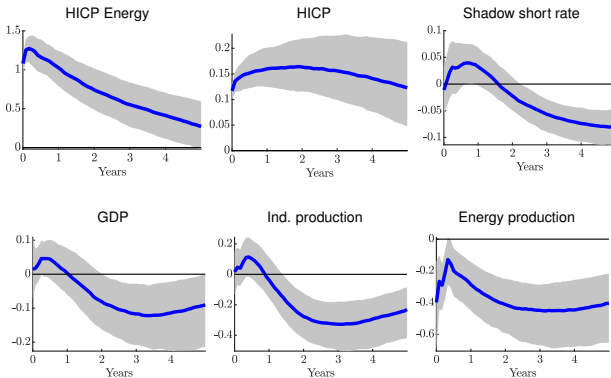 HICP Energy
1.5
1
0.5
0
0 1 2 3 4
Years
HICP
0.2
0.15
0.1
0.05
0
0 1 2 3 4
Years
Shadow short rate
0.1
0.05
0
-0.05
-0.1
0 1 2 3 4
Years
GDP
0.1
0
-0.1
-0.2
0 1 2 3 4
Years
Ind. production
0.2
0
-0.2
-0.4
0 1 2 3 4
Years
Energy production
0
-0.2
-0.4
-0.6
0 1 2 3 4
Years